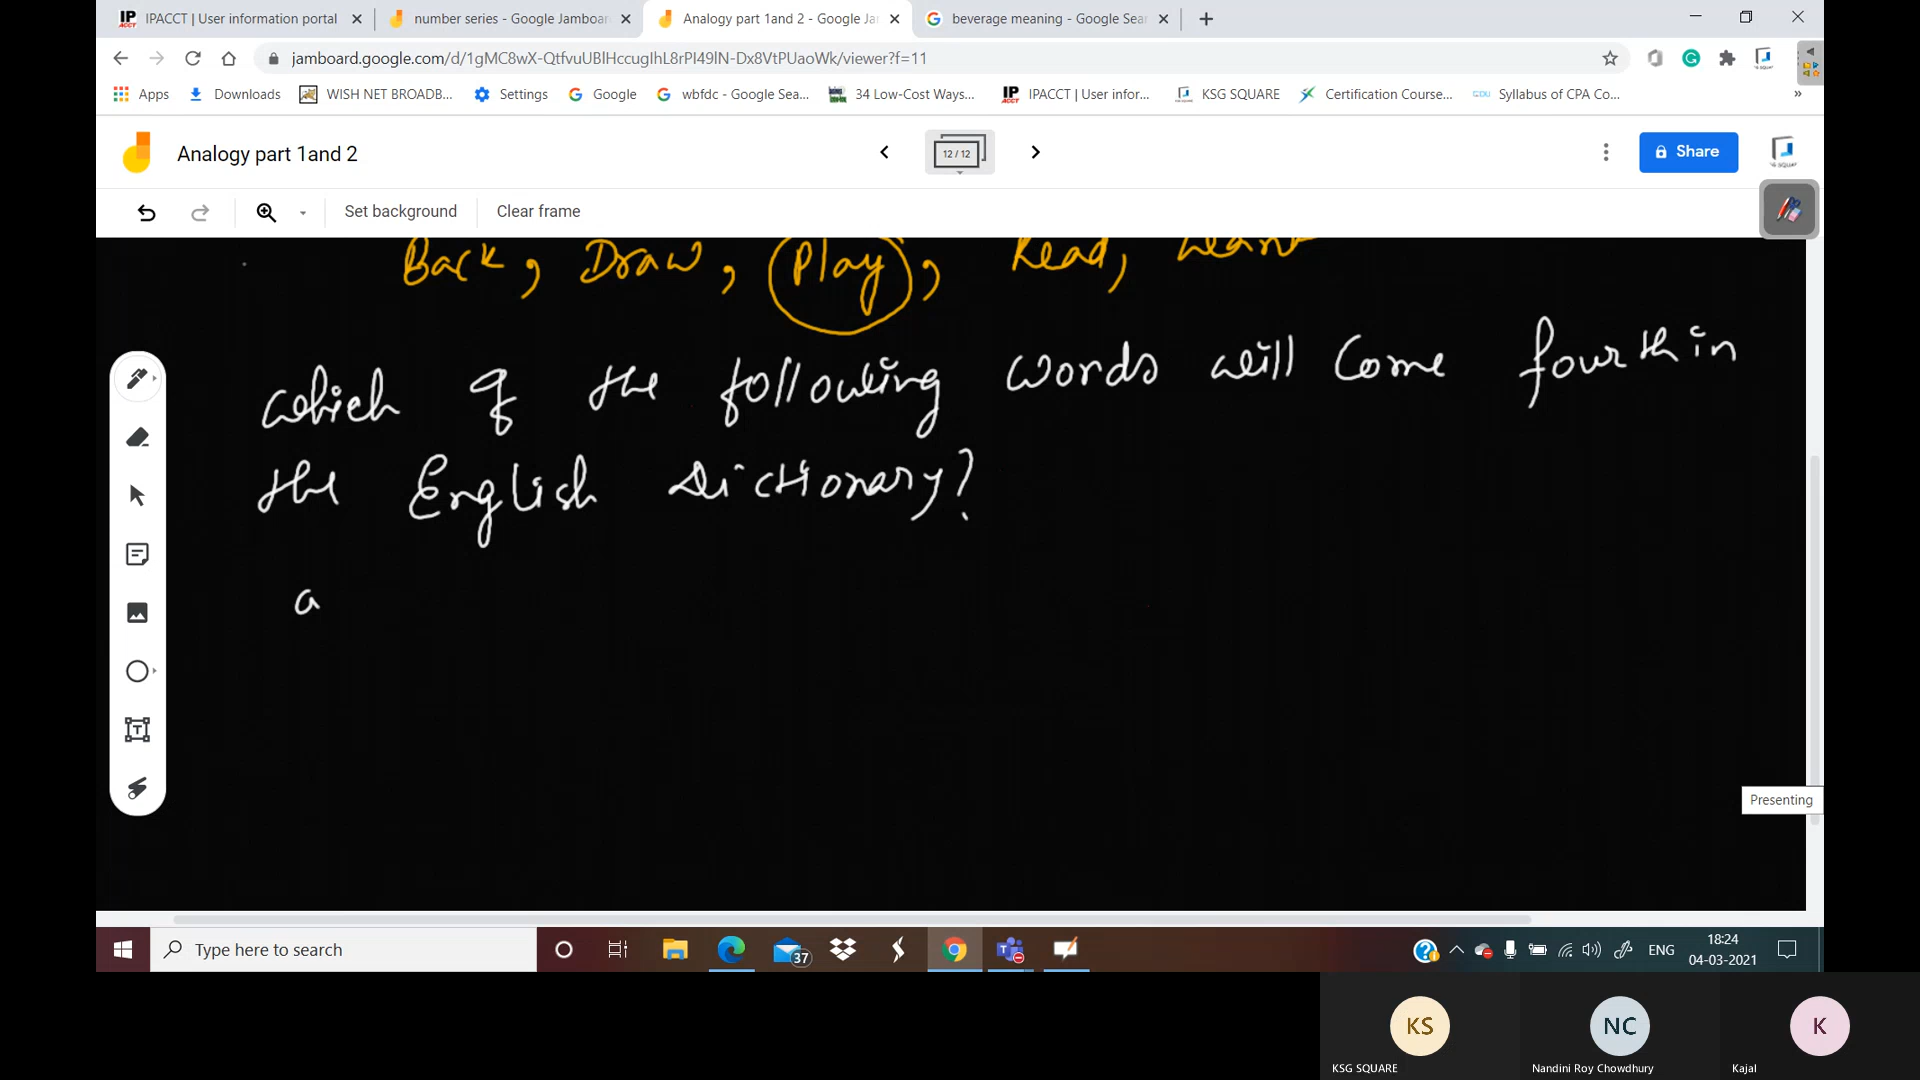 IPACCT | User information portal
number series - Google Jamboar
Analogy part 1and 2 - Google Ja
beverage meaning - Google Sea
jamboard.google.com/d/1gMC8wX-QtfvuUBlHccugIhL8rPI49lN-Dx8VtPUaoWk/viewer?f=11
Apps Downloads WISH NET BROADB... Settings Google wbfdc - Google Sea... 34 Low-Cost Ways... IPACCT | User infor... KSG SQUARE Certification Course... Syllabus of CPA Co... »
Analogy part 1and 2
12 / 12
Share
Set background Clear frame
Back, Draw, Play, Read,
which of the following words will come fourth in
the English Dictionary?
a
Presenting
Type here to search
37
ENG
18:24
04-03-2021
KS NC K
KSG SQUARE Nandini Roy Chowdhury Kajal